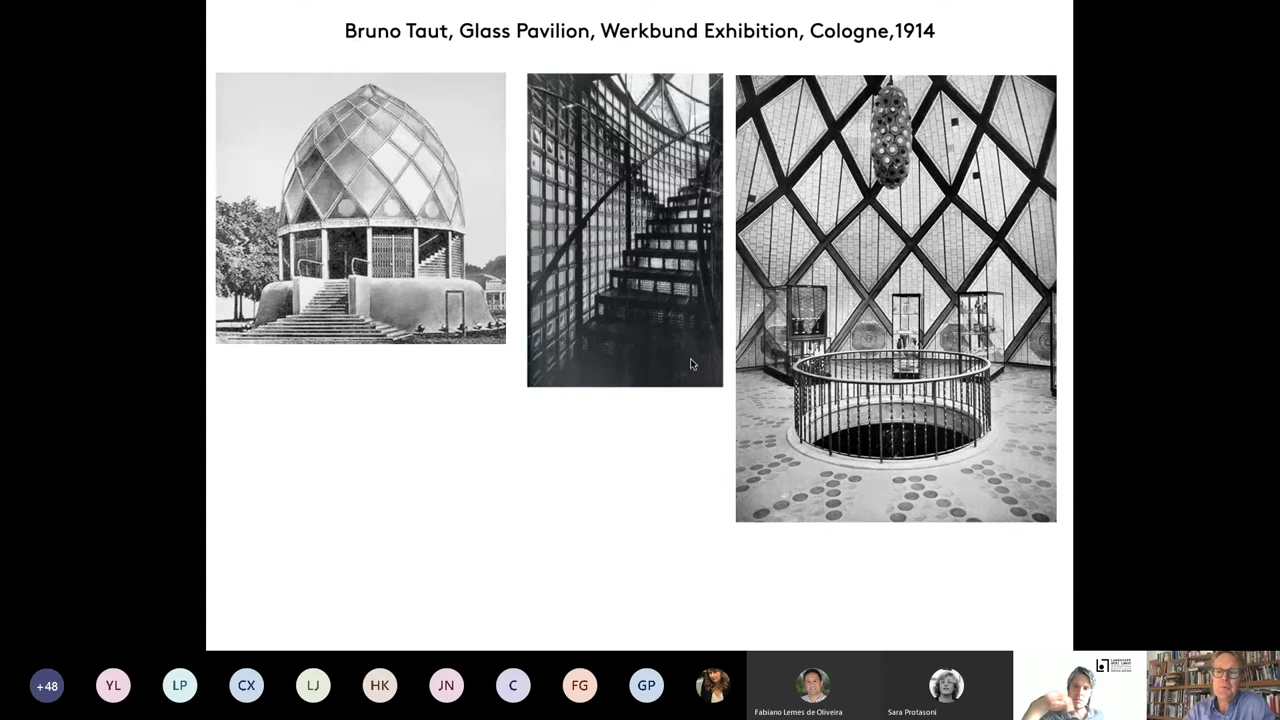 Bruno Taut, Glass Pavilion, Werkbund Exhibition, Cologne,1914
+48
YL
LP
CX
LJ
HK
JN
C
FG
GP
Fabiano Lemes de Oliveira
Sara Protasoni